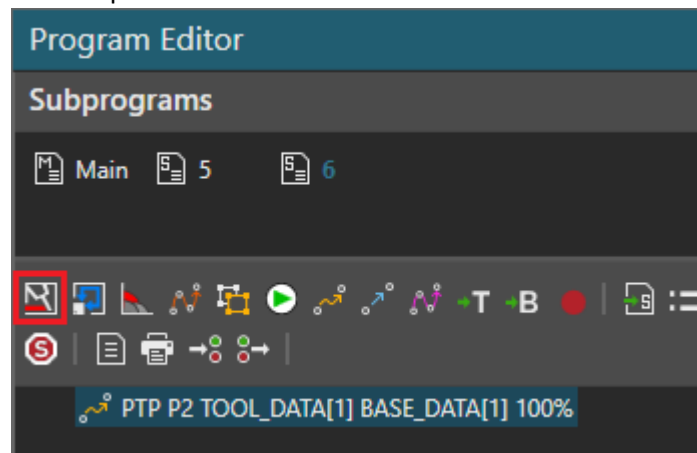 Program Editor
Subprograms
Main 5 6
T B S
S
PTP P2 TOOL_DATA[1] BASE_DATA[1] 100%